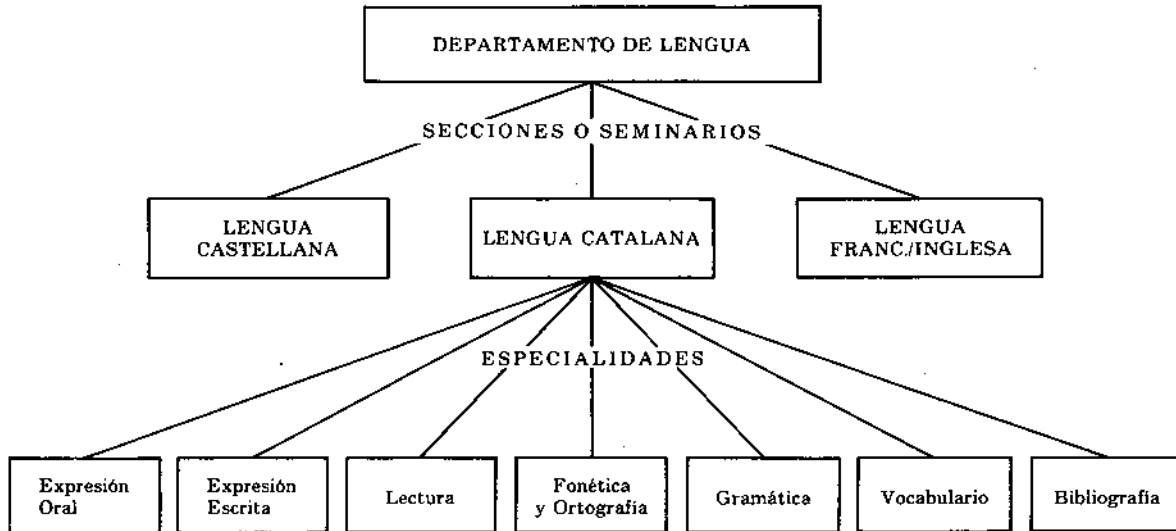 DEPARTAMENTO DE LENGUA
SECCIONES O SEMINARIOS
LENGUA
CASTELLANA
LENGUA CATALANA
LENGUA
FRANC./INGLESA
ESPECIALIDADES
Expresión
Oral
Expresión
Escrita
Lectura
Fonética
y Ortografía
Gramática
Vocabulario
Bibliografía